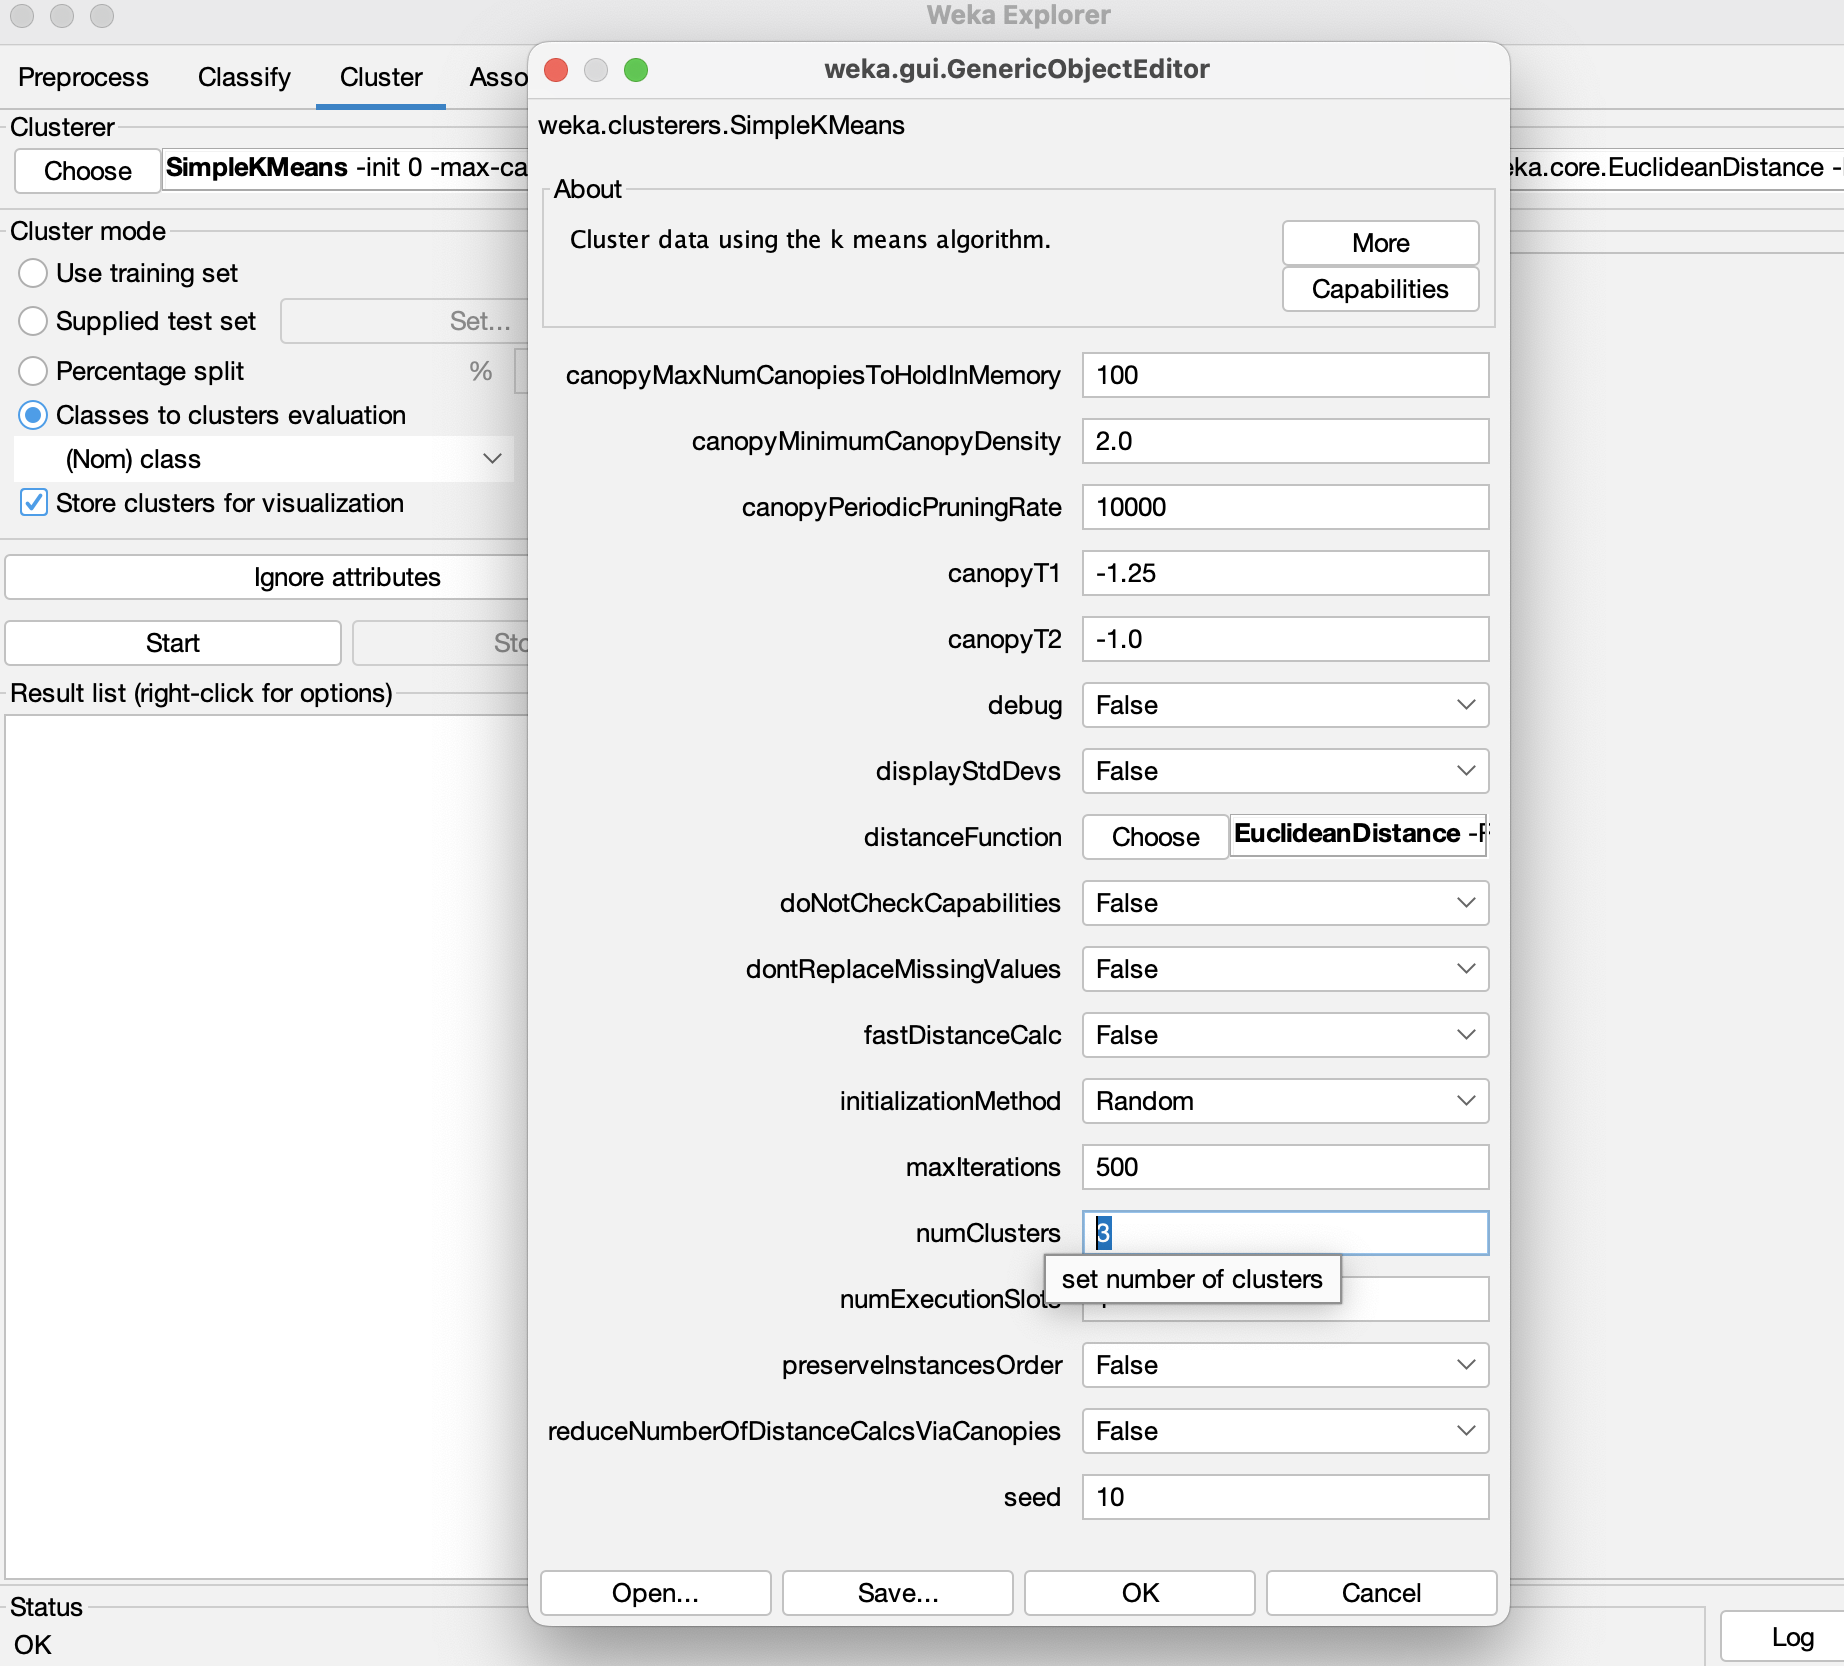 Weka Explorer
Preprocess Classify Cluster Asso
Clusterer
Choose SimpleKMeans -init 0 -max-ca
eka.core.EuclideanDistance -
Cluster mode
Use training set
Supplied test set Set...
Percentage split %
Classes to clusters evaluation
(Nom) class
Store clusters for visualization
Ignore attributes
Start Sto
Result list (right-click for options)
Status
OK
Log
weka.gui.GenericObjectEditor
weka.clusterers.SimpleKMeans
About
Cluster data using the k means algorithm.
More
Capabilities
canopyMaxNumCanopiesToHoldInMemory 100
canopyMinimumCanopyDensity 2.0
canopyPeriodicPruningRate 10000
canopyT1 -1.25
canopyT2 -1.0
debug False
displayStdDevs False
distanceFunction Choose EuclideanDistance -R
doNotCheckCapabilities False
dontReplaceMissingValues False
fastDistanceCalc False
initializationMethod Random
maxIterations 500
numClusters 3
set number of clusters
numExecutionSlots
preserveInstancesOrder False
reduceNumberOfDistanceCalcsViaCanopies False
seed 10
Open... Save... OK Cancel